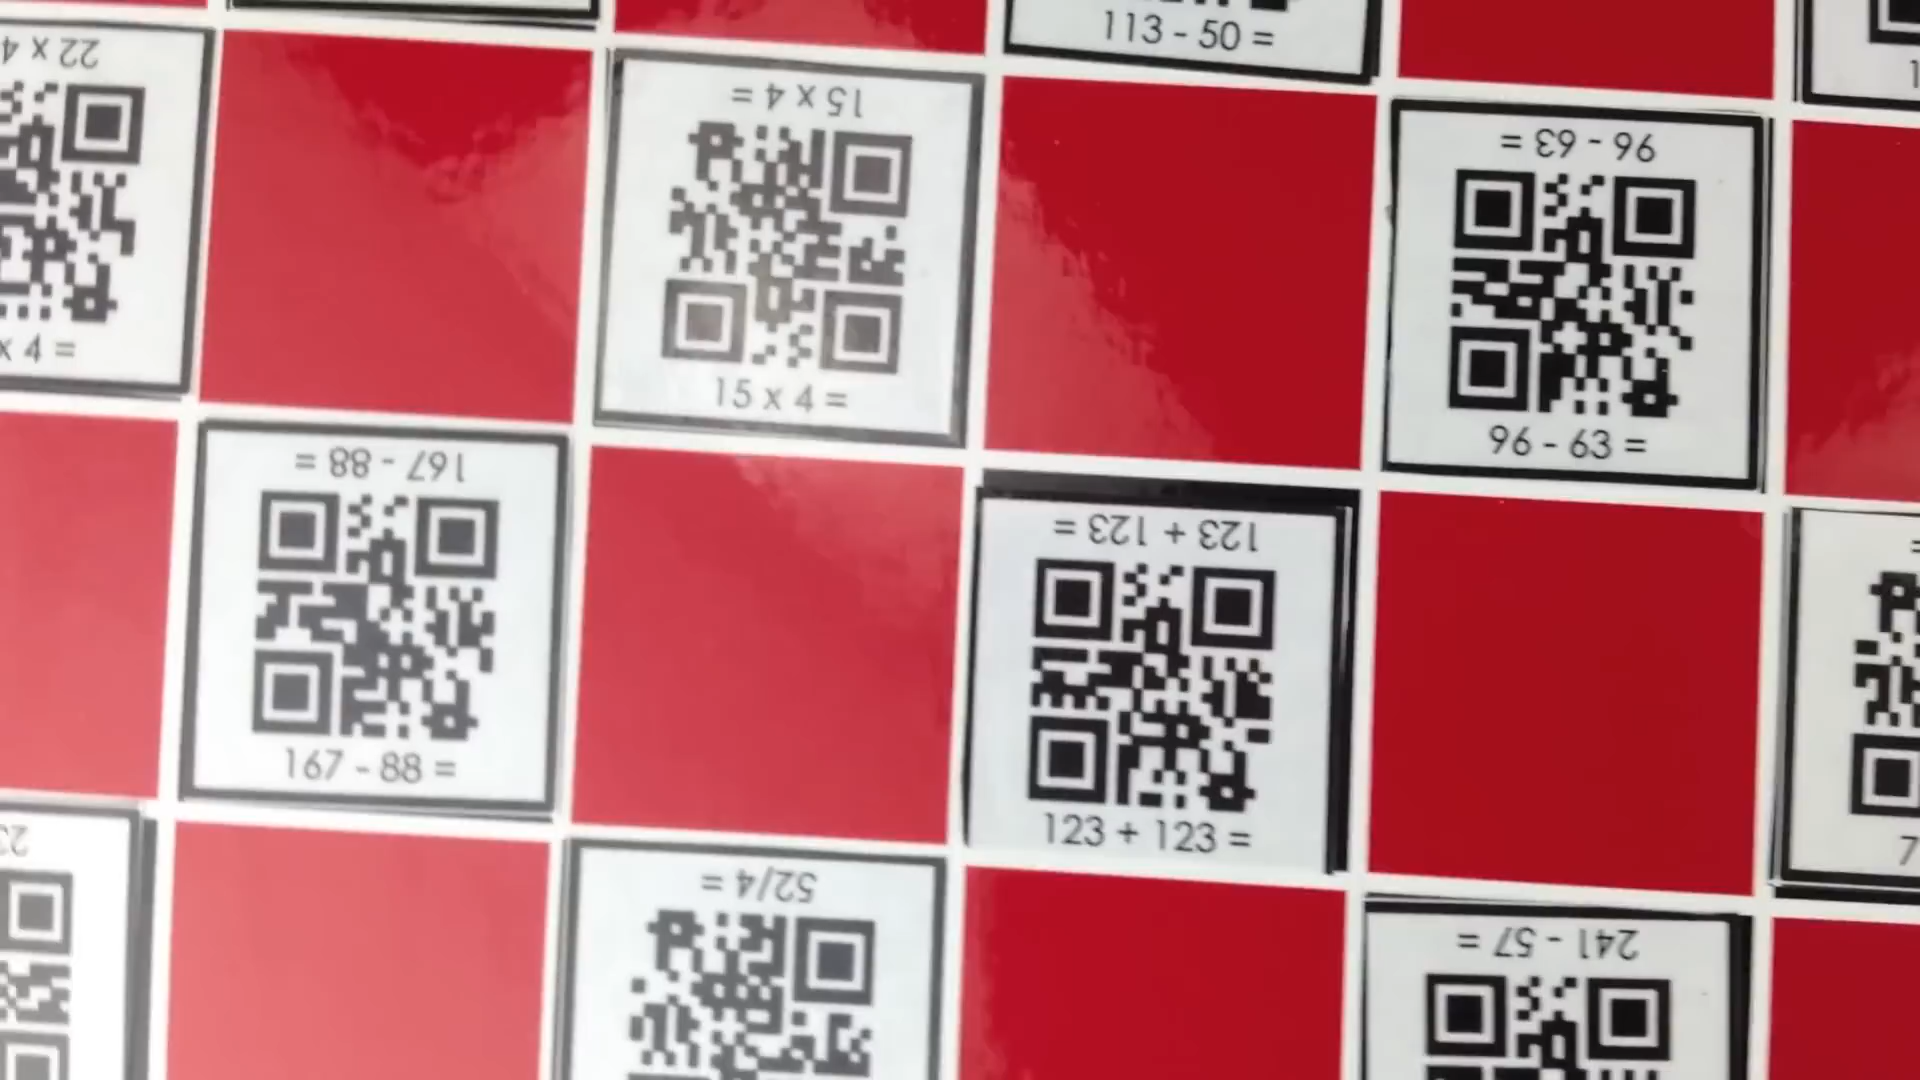 113 - 50 =
22 x 4
15 x 4 =
96 - 63 =
x 4 =
15 x 4 =
96 - 63 =
167 - 88 =
123 + 123 =
167 - 88 =
123 + 123 =
52/4 =
241 - 57 =